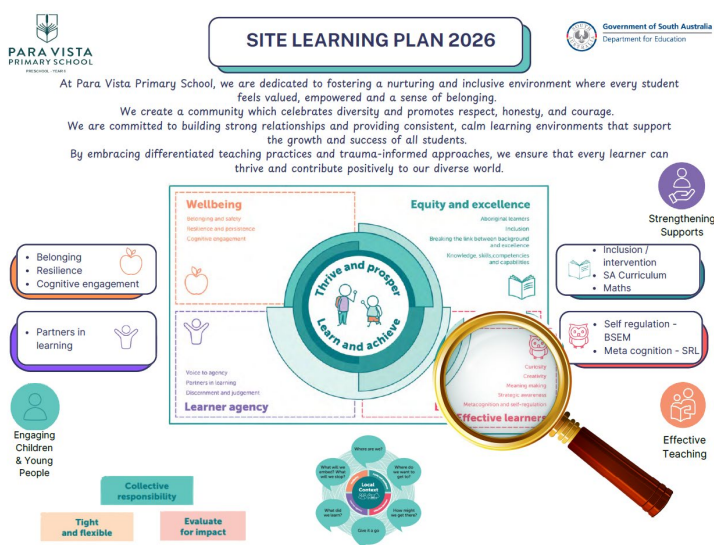 PARA VISTA
PRIMARY SCHOOL
PRESCHOOL - YEAR 6
SITE LEARNING PLAN 2026
Government of South Australia
Department for Education
At Para Vista Primary School, we are dedicated to fostering a nurturing and inclusive environment where every student
feels valued, empowered and a sense of belonging.
We create a community which celebrates diversity and promotes respect, honesty, and courage.
We are committed to building strong relationships and providing consistent, calm learning environments that support
the growth and success of all students.
By embracing differentiated teaching practices and trauma-informed approaches, we ensure that every learner can
thrive and contribute positively to our diverse world.
Wellbeing
Belonging and safety
Resilience and persistence
Cognitive engagement
Equity and excellence
Aboriginal learners
Inclusion
Breaking the link between background
and excellence
Knowledge, skills, competencies
and capabilities
Thrive and prosper
Learn and achieve
Voice to agency
Partners in learning
Discernment and judgement
Learner agency
Curiosity
Creativity
Meaning making
Strategic awareness
Metacognition and self-regulation
Effective learners
• Belonging
• Resilience
• Cognitive engagement
• Partners in
learning
Engaging
Children
& Young
People
Strengthening
Supports
• Inclusion /
intervention
• SA Curriculum
• Maths
• Self regulation -
BSEM
• Meta cognition - SRL
Effective
Teaching
Collective
responsibility
Tight
and flexible
Evaluate
for impact
Where are we?
What will we
embed? What
will we stop?
Where do
we want to
get to?
Local
Context
What did
we learn?
How might
we get there?
Give it a go.